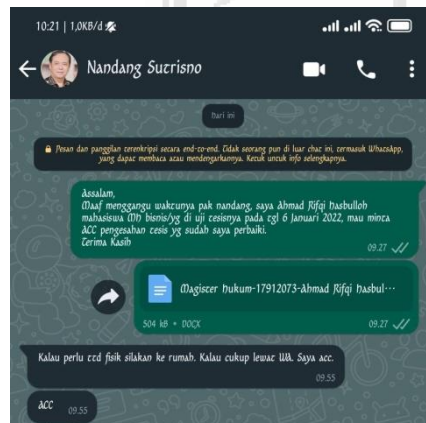 10:21 | 1,0KB/d
Nandang Sutrisno
Hari ini
Pesan dan panggilan terenkripsi secara end-to-end. Tidak seorang pun di luar chat ini, termasuk WhatsApp,
yang dapat membaca atau mendengarkannya. Ketuk untuk info selengkapnya.
Assalam,
Maaf menggangu waktunya pak nandang, saya Ahmad Rifqi hasbulloh
mahasiswa Mh bisnis/yg di uji tesisnya pada tgl 6 Januari 2022, mau minta
ACC pengesahan tesis yg sudah saya perbaiki.
Terima Kasih
09.27
Magister hukum-17912073-Ahmad Rifqi hasbul…
504 kB • DOCX
09.27
Kalau perlu ttd fisik silakan ke rumah. Kalau cukup lewat WA. Saya acc.
09.55
ACC 09.55